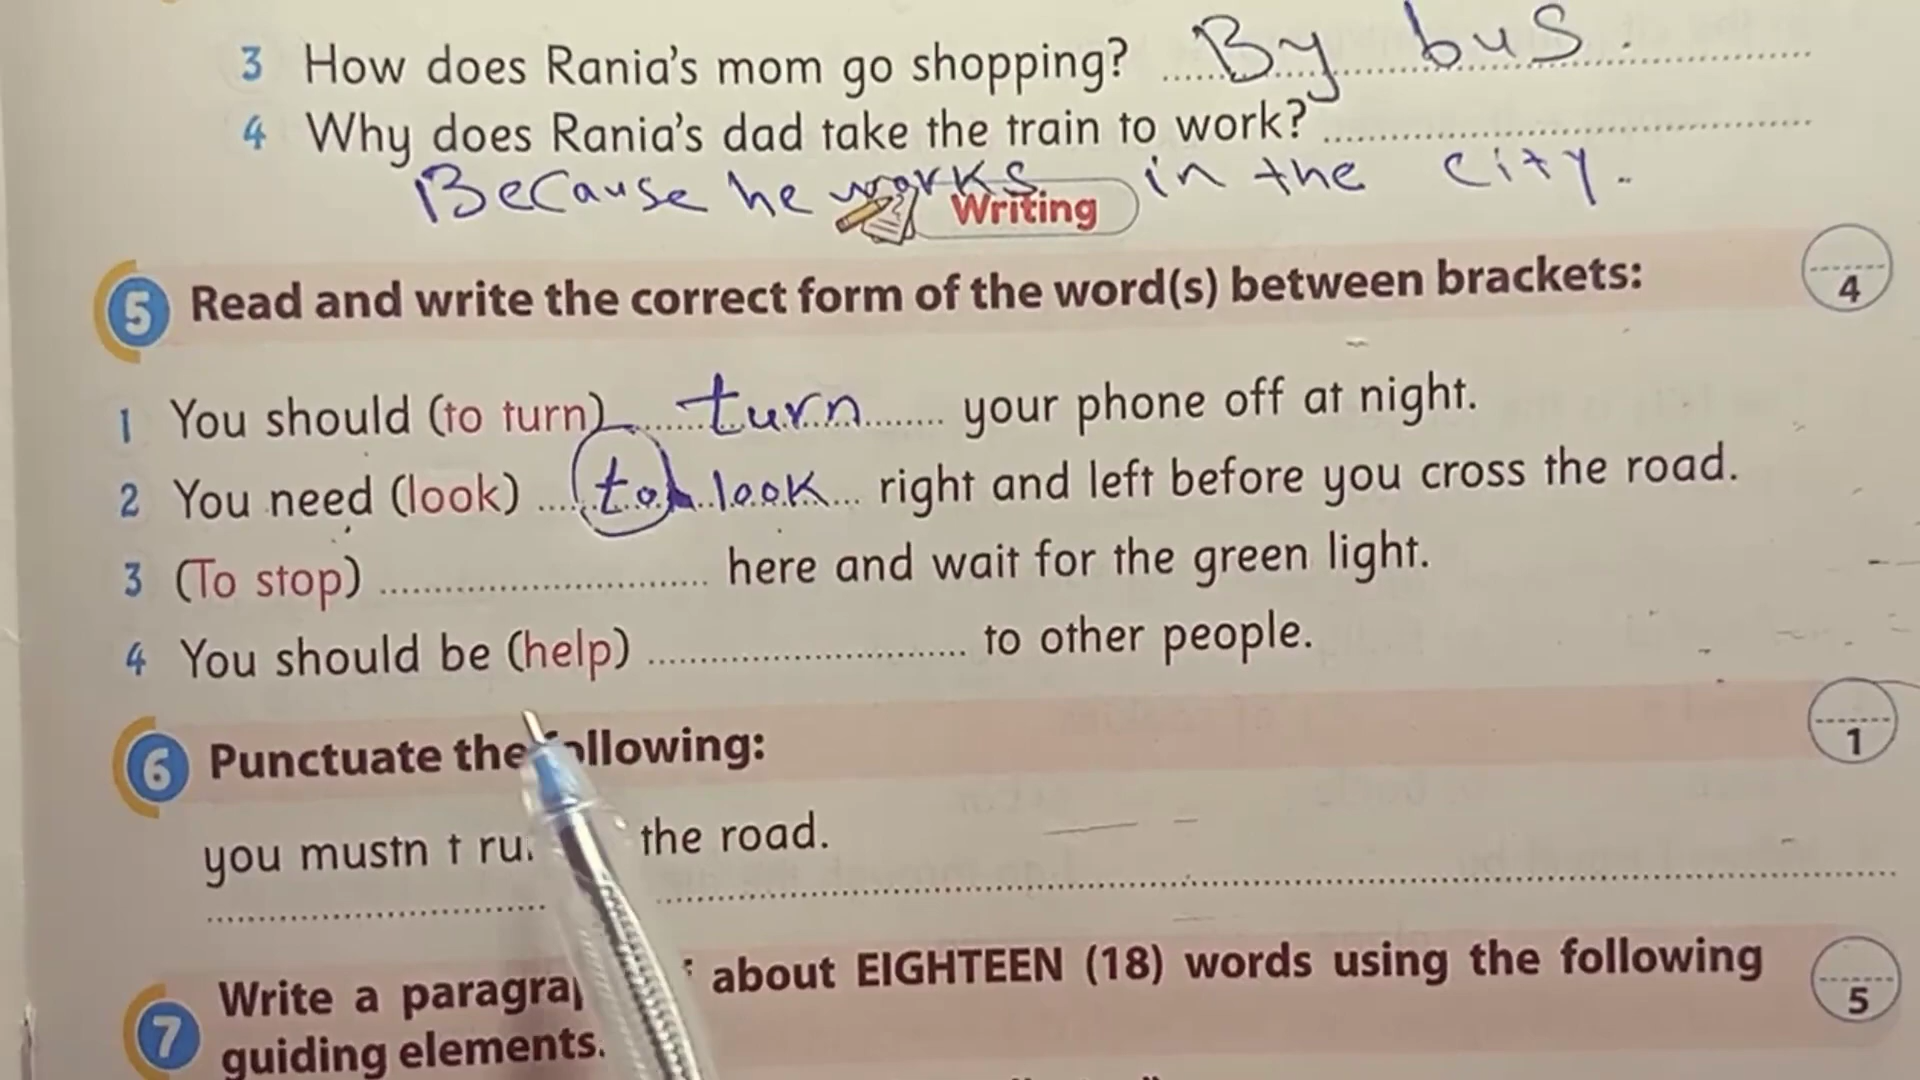 3 How does Rania's mom go shopping? By bus.
4 Why does Rania's dad take the train to work?
Because he works in the city.
Writing
5 Read and write the correct form of the word(s) between brackets:
4
1 You should (to turn) turn your phone off at night.
2 You need (look) to look right and left before you cross the road.
3 (To stop) here and wait for the green light.
4 You should be (help) to other people.
6 Punctuate the following:
1
you mustn t the road.
7 Write a about EIGHTEEN (18) words using the following
guiding elements.
5